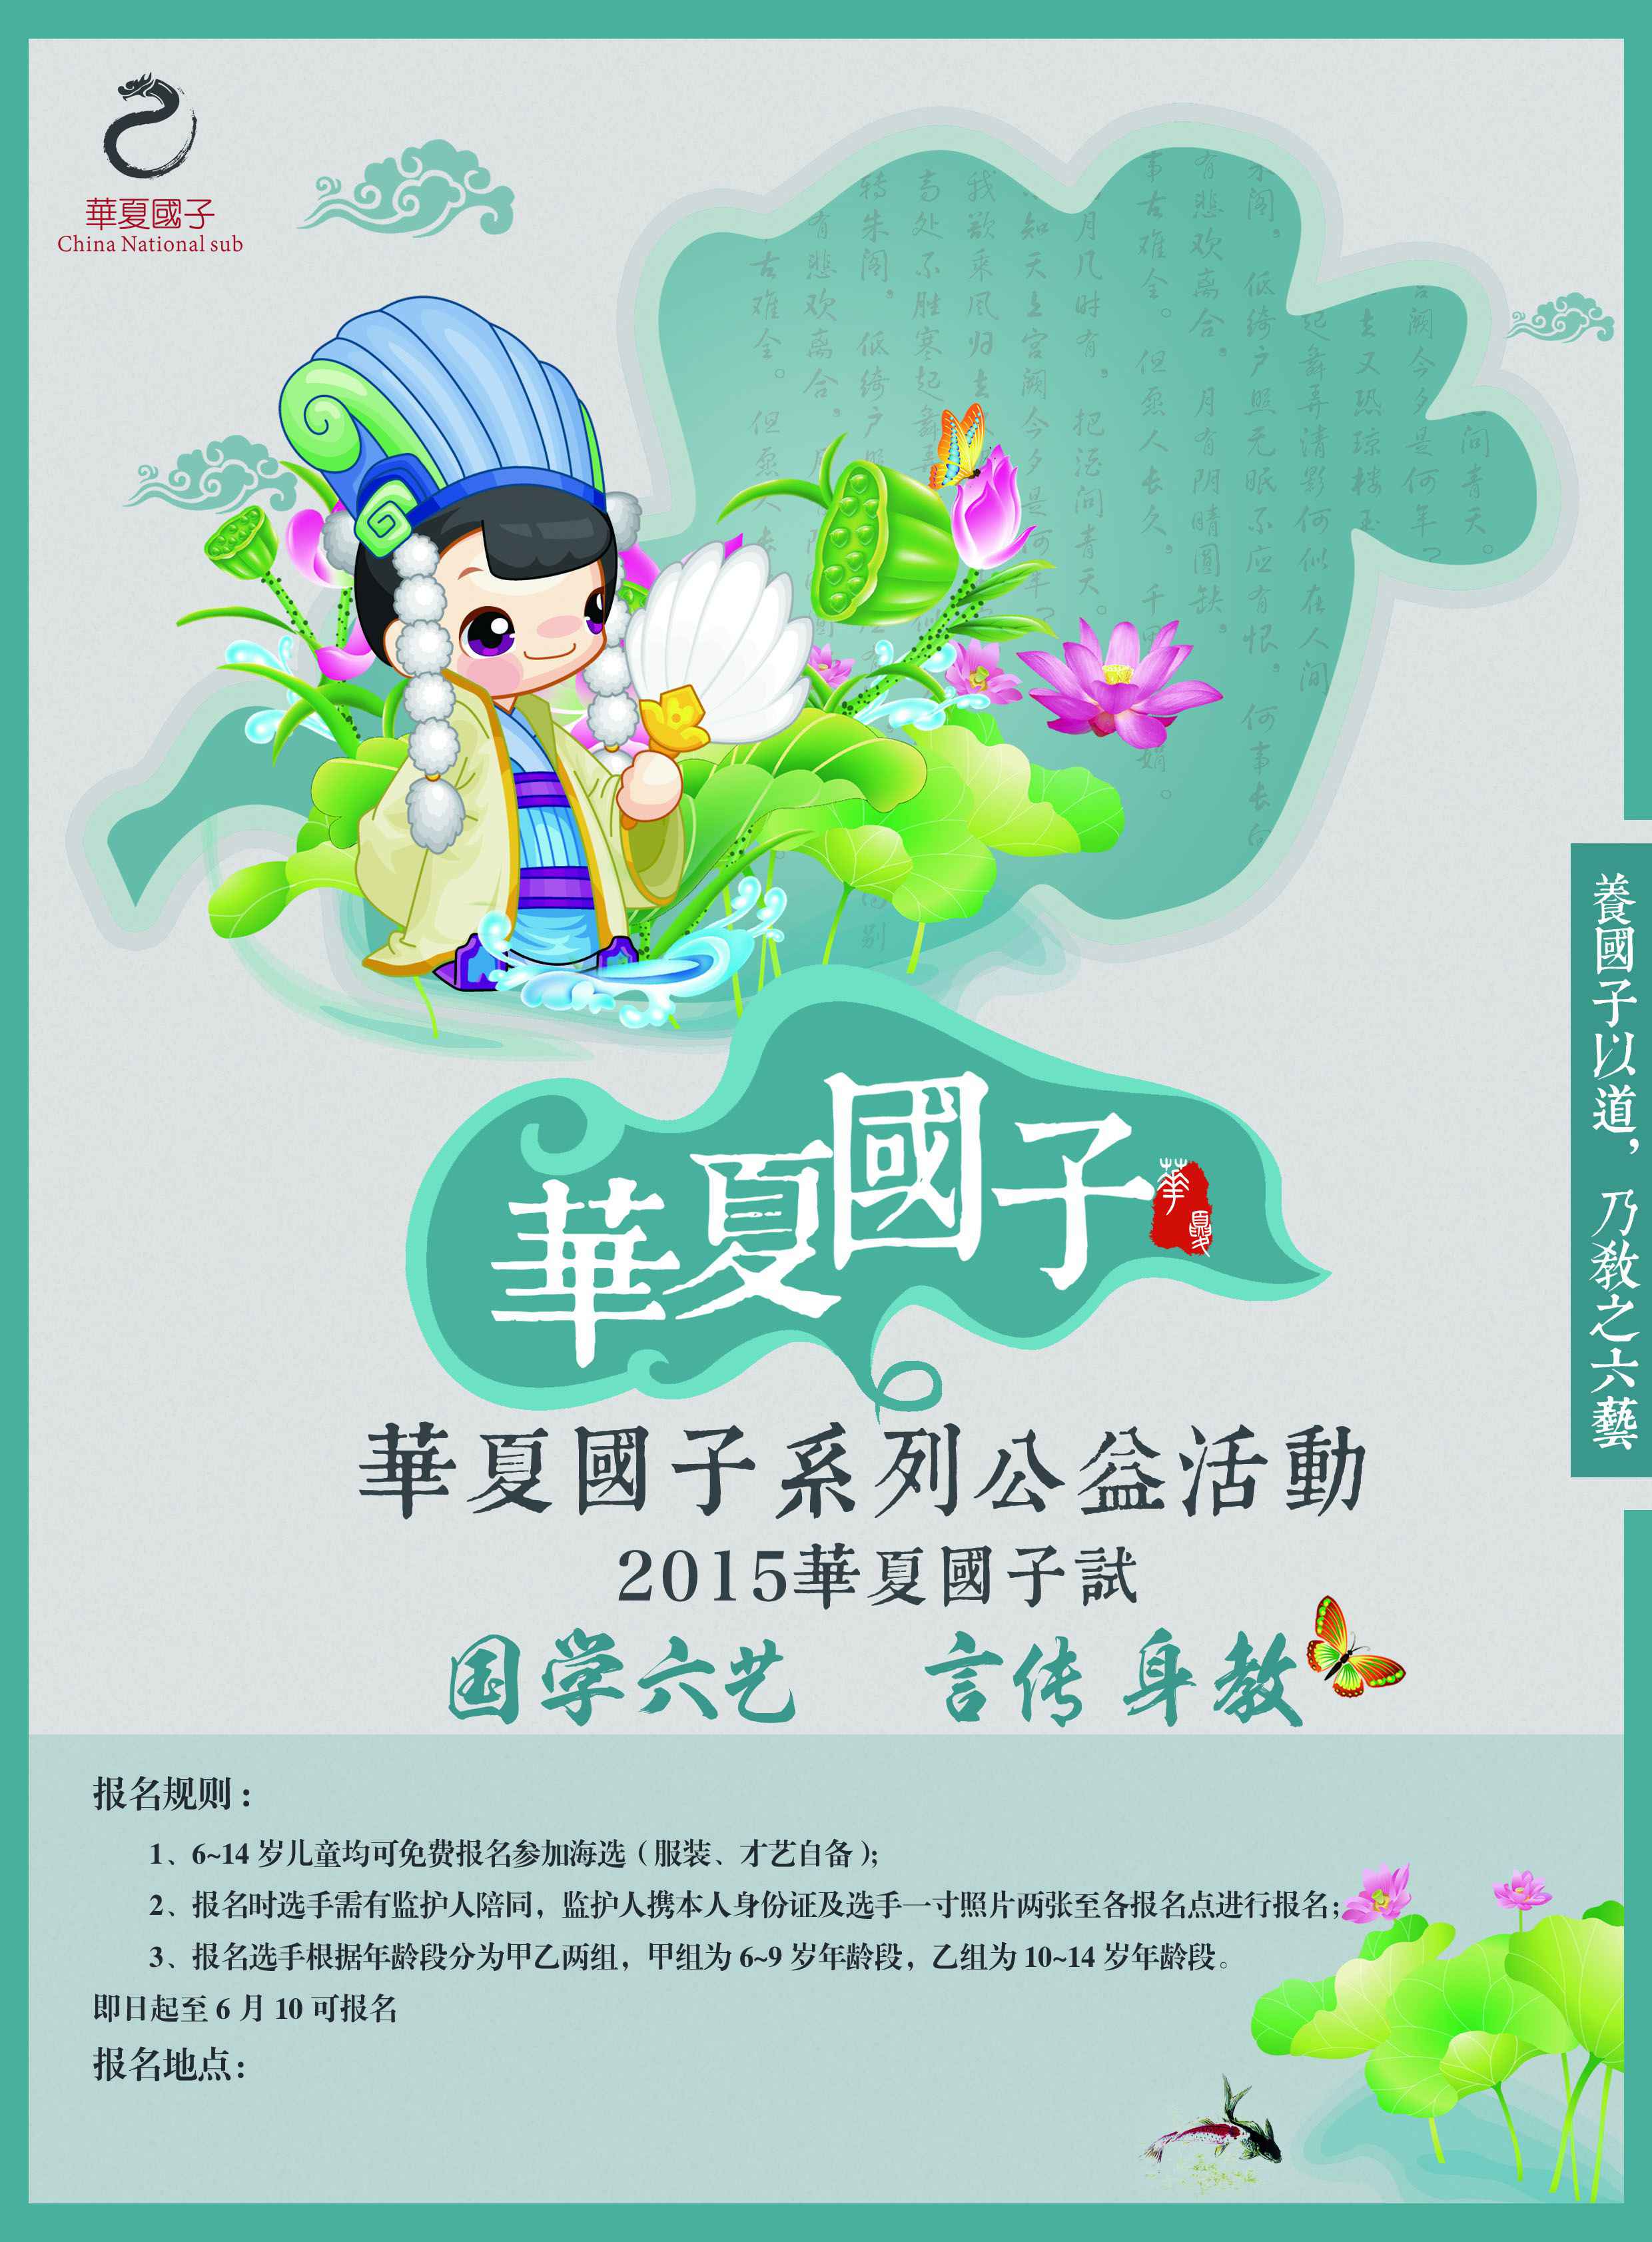 華夏國子
China National sub
華夏國子
華夏
養國子以道，乃教之六藝
華夏國子系列公益活動
2015華夏國子試
国学六艺 言传身教
报名规则：
1、6~14 岁儿童均可免费报名参加海选（服装、才艺自备）；
2、报名时选手需有监护人陪同，监护人携本人身份证及选手一寸照片两张至各报名点进行报名；
3、报名选手根据年龄段分为甲乙两组，甲组为 6~9 岁年龄段，乙组为 10~14 岁年龄段。
即日起至 6 月 10 可报名
报名地点：